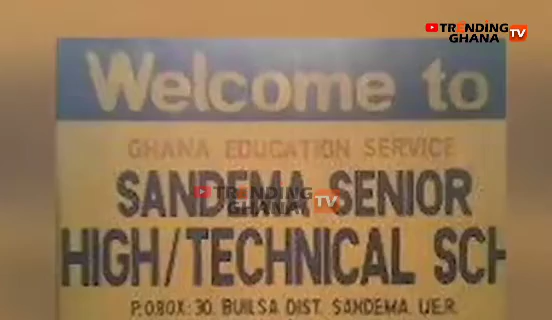 TRENDING
GHANA TV
Welcome to
GHANA EDUCATION SERVICE
SANDEMA SENIOR
TRENDING
GHANA TV
HIGH/TECHNICAL SCH
P.O.BOX: 30, BUILSA DIST. SANDEMA. U.E.R.